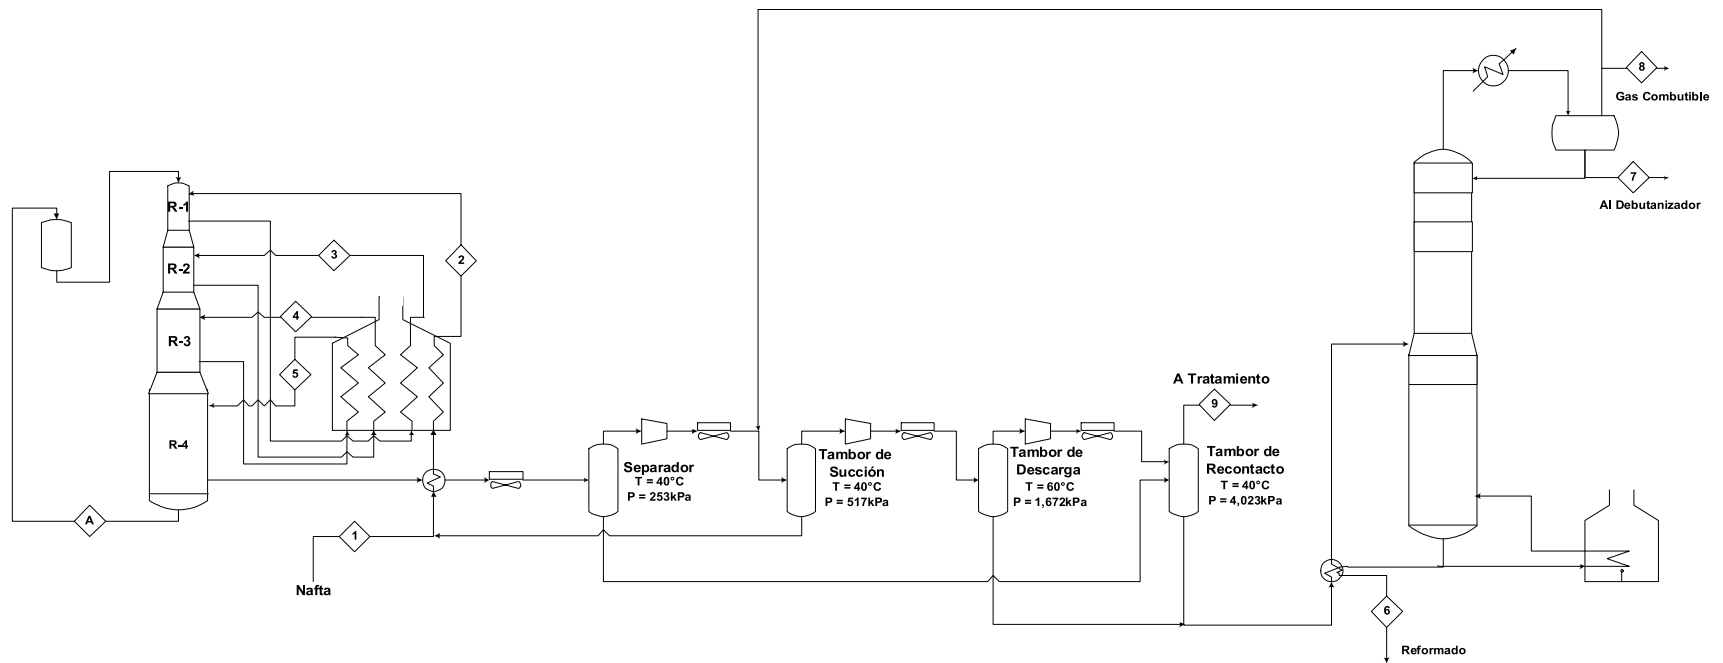 8
Gas Combutible
7
Al Debutanizador
R-1
R-2
R-3
R-4
3
2
4
5
A
1
Nafta
Separador
T = 40°C
P = 253kPa
Tambor de
Succión
T = 40°C
P = 517kPa
Tambor de
Descarga
T = 60°C
P = 1,672kPa
A Tratamiento
9
Tambor de
Recontacto
T = 40°C
P = 4,023kPa
6
Reformado